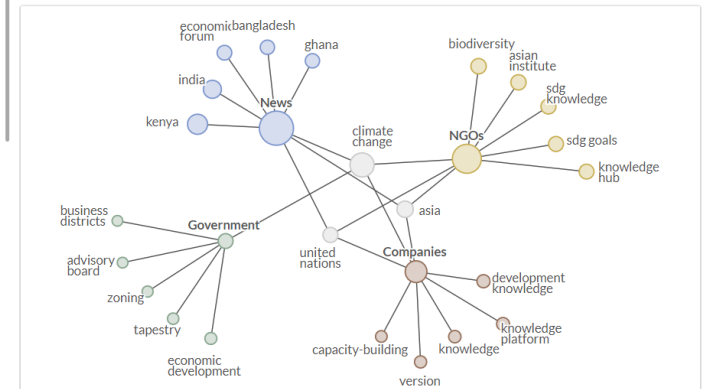 economic
forum
bangladesh
ghana
india
News
kenya
climate
change
biodiversity
asian
institute
sdg
knowledge
NGOs
sdg goals
knowledge
hub
asia
business
districts
Government
advisory
board
zoning
tapestry
economic
development
united
nations
Companies
development
knowledge
knowledge
platform
capacity-building
knowledge
version